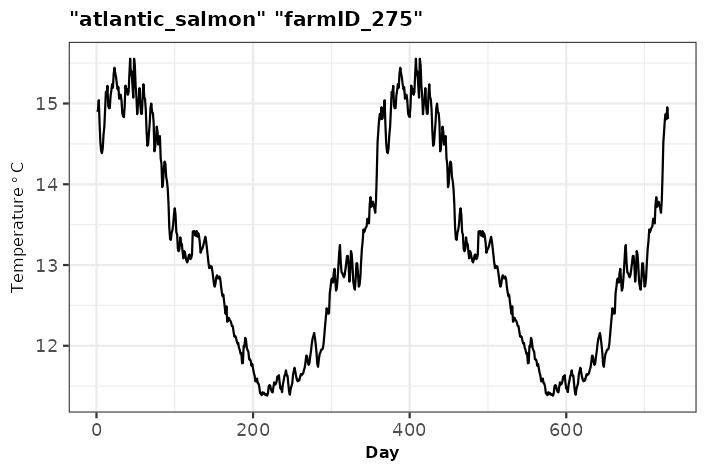 "atlantic_salmon" "farmID_275"
Temperature ° C
15
14
13
12
0 200 400 600
Day